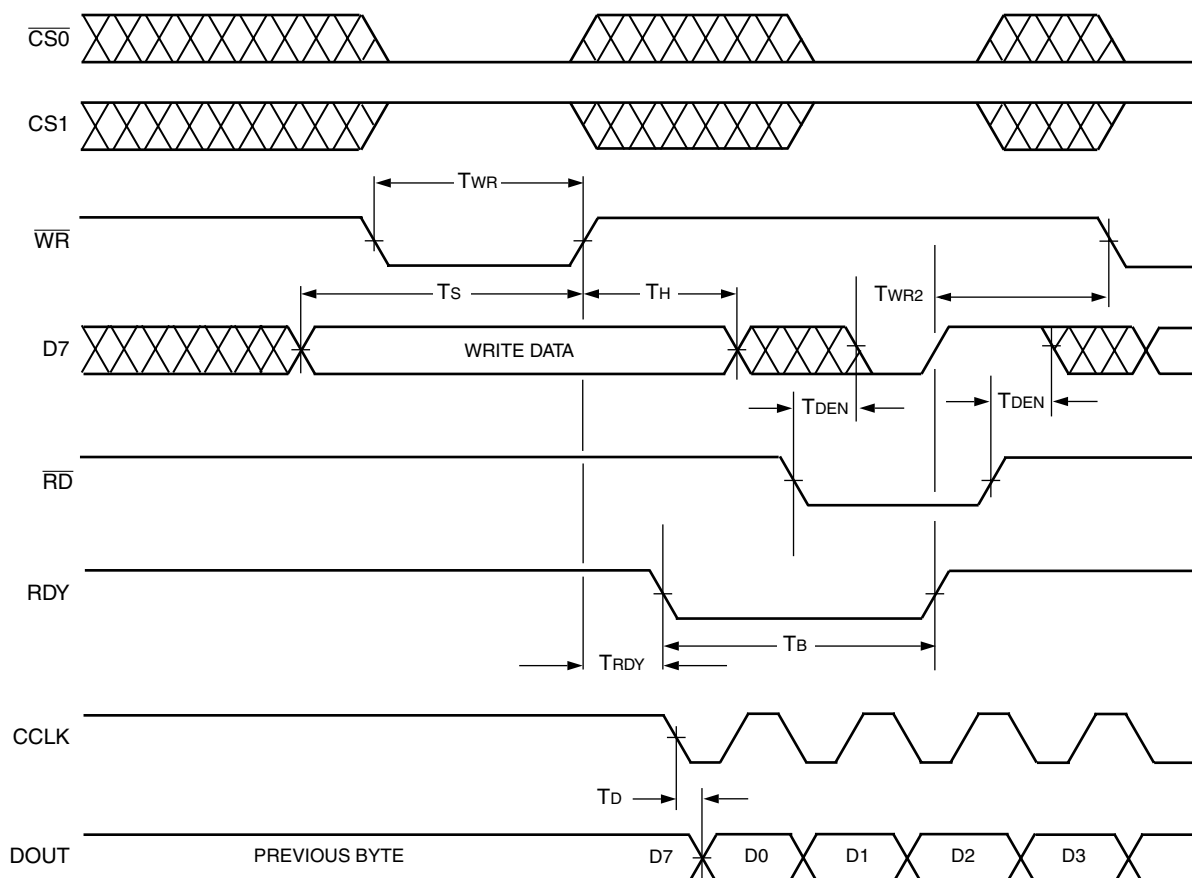 CS0
CS1
TWR
WR
TS
TH
TWR2
D7
WRITE DATA
TDEN
TDEN
RD
RDY
TB
TRDY
CCLK
TD
DOUT
PREVIOUS BYTE
D7
D0
D1
D2
D3